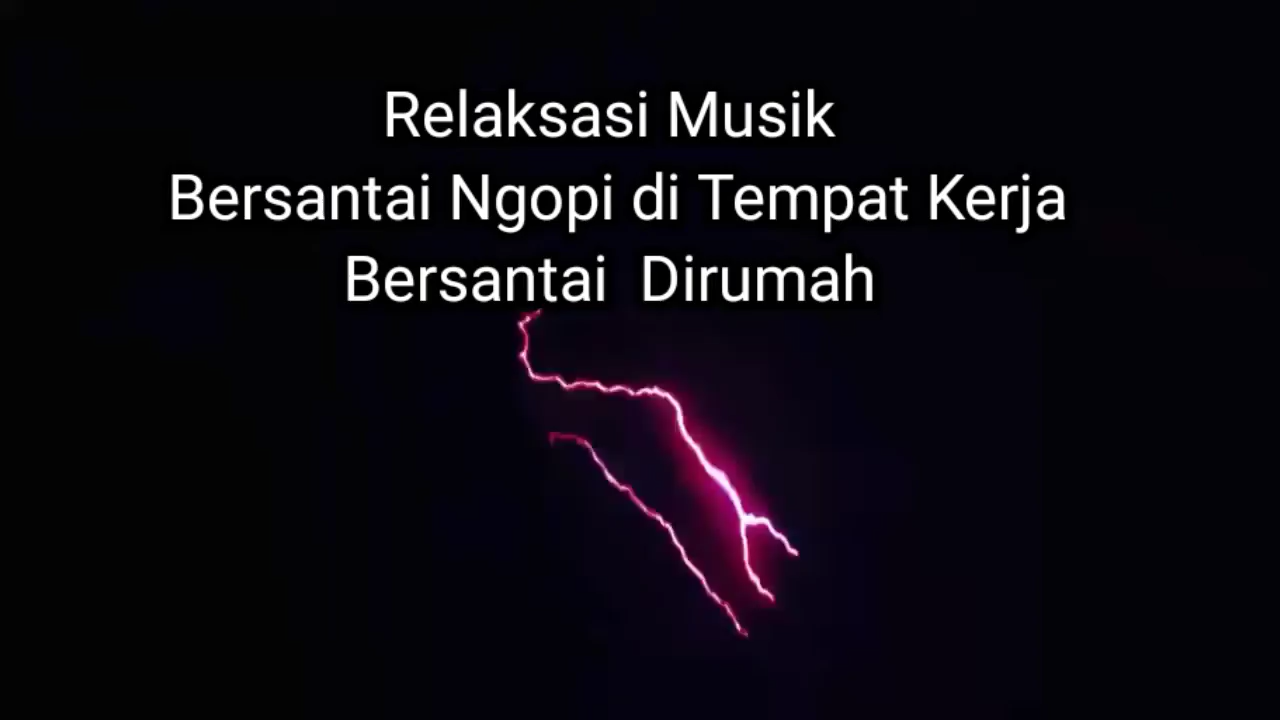 Relaksasi Musik
Bersantai Ngopi di Tempat Kerja
Bersantai  Dirumah